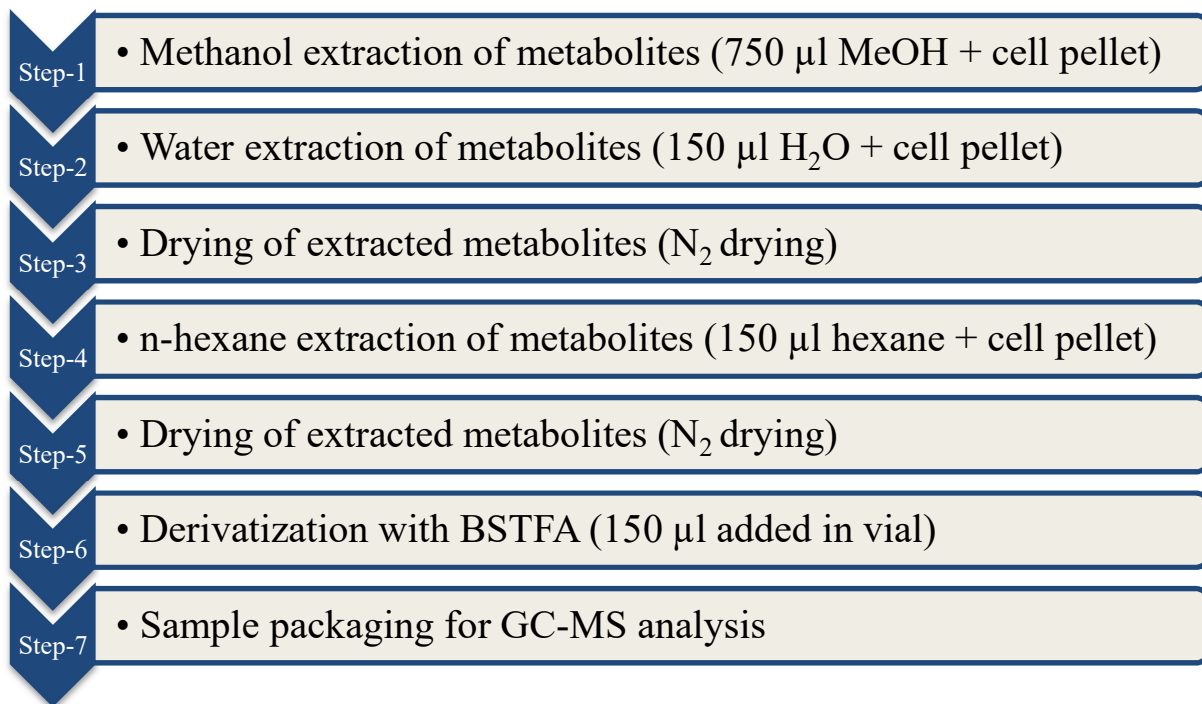 Step-1
• Methanol extraction of metabolites (750 µl MeOH + cell pellet)
Step-2
• Water extraction of metabolites (150 µl H₂O + cell pellet)
Step-3
• Drying of extracted metabolites (N₂ drying)
Step-4
• n-hexane extraction of metabolites (150 µl hexane + cell pellet)
Step-5
• Drying of extracted metabolites (N₂ drying)
Step-6
• Derivatization with BSTFA (150 µl added in vial)
Step-7
• Sample packaging for GC-MS analysis